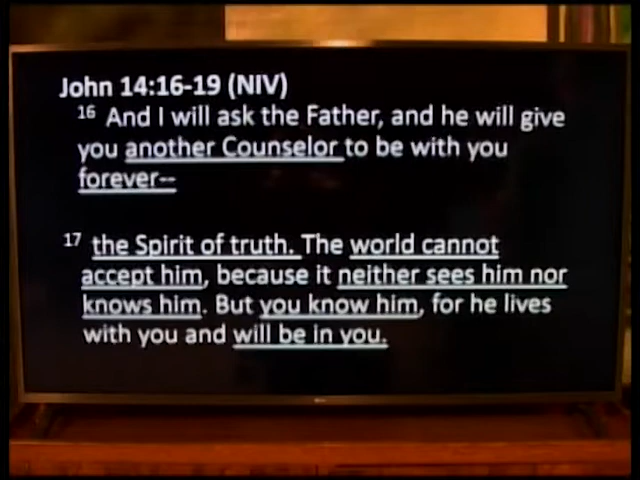 John 14:16-19 (NIV)
16 And I will ask the Father, and he will give
you another Counselor to be with you
forever--
17 the Spirit of truth. The world cannot
accept him, because it neither sees him nor
knows him. But you know him, for he lives
with you and will be in you.